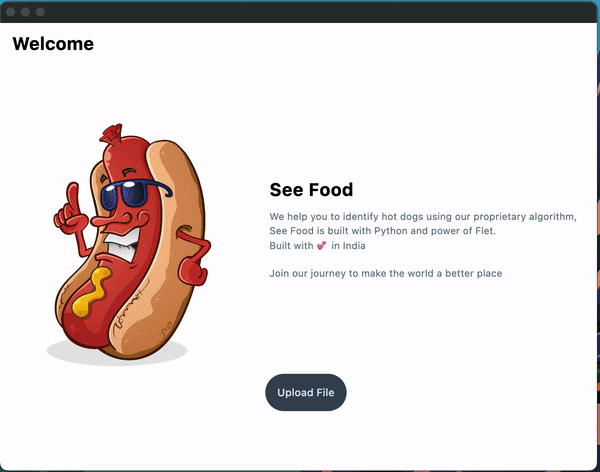 Welcome
See Food
We help you to identify hot dogs using our proprietary algorithm,
See Food is built with Python and power of Flet.
Built with 💕 in India
Join our journey to make the world a better place
Upload File